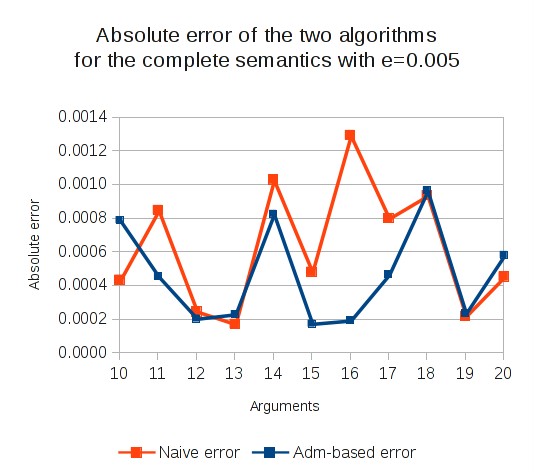 Absolute error of the two algorithms
for the complete semantics with e=0.005
0.0014
0.0012
0.0010
0.0008
0.0006
0.0004
0.0002
0.0000
Absolute error
10 11 12 13 14 15 16 17 18 19 20
Arguments
Naive error Adm-based error